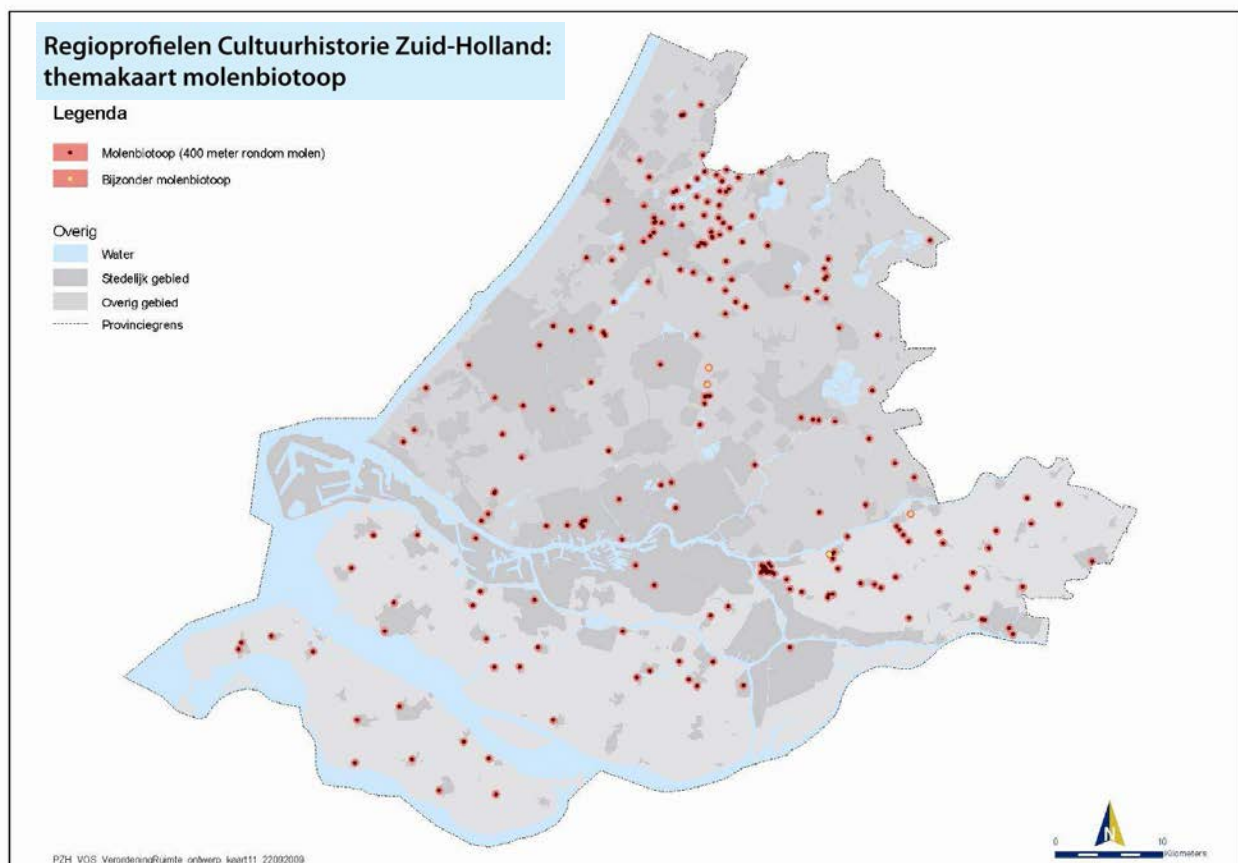 Regioprofielen Cultuurhistorie Zuid-Holland:
themakaart molenbiotoop
Legenda
Molenbiotoop (400 meter rondom molen)
Bijzonder molenbiotoop
Overig
Water
Stedelijk gebied
Overig gebied
Provinciegrens
N
0 10
Kilometers
PZH_VOS_VerordeningRuimte_ontwerp_kaart11_22092009